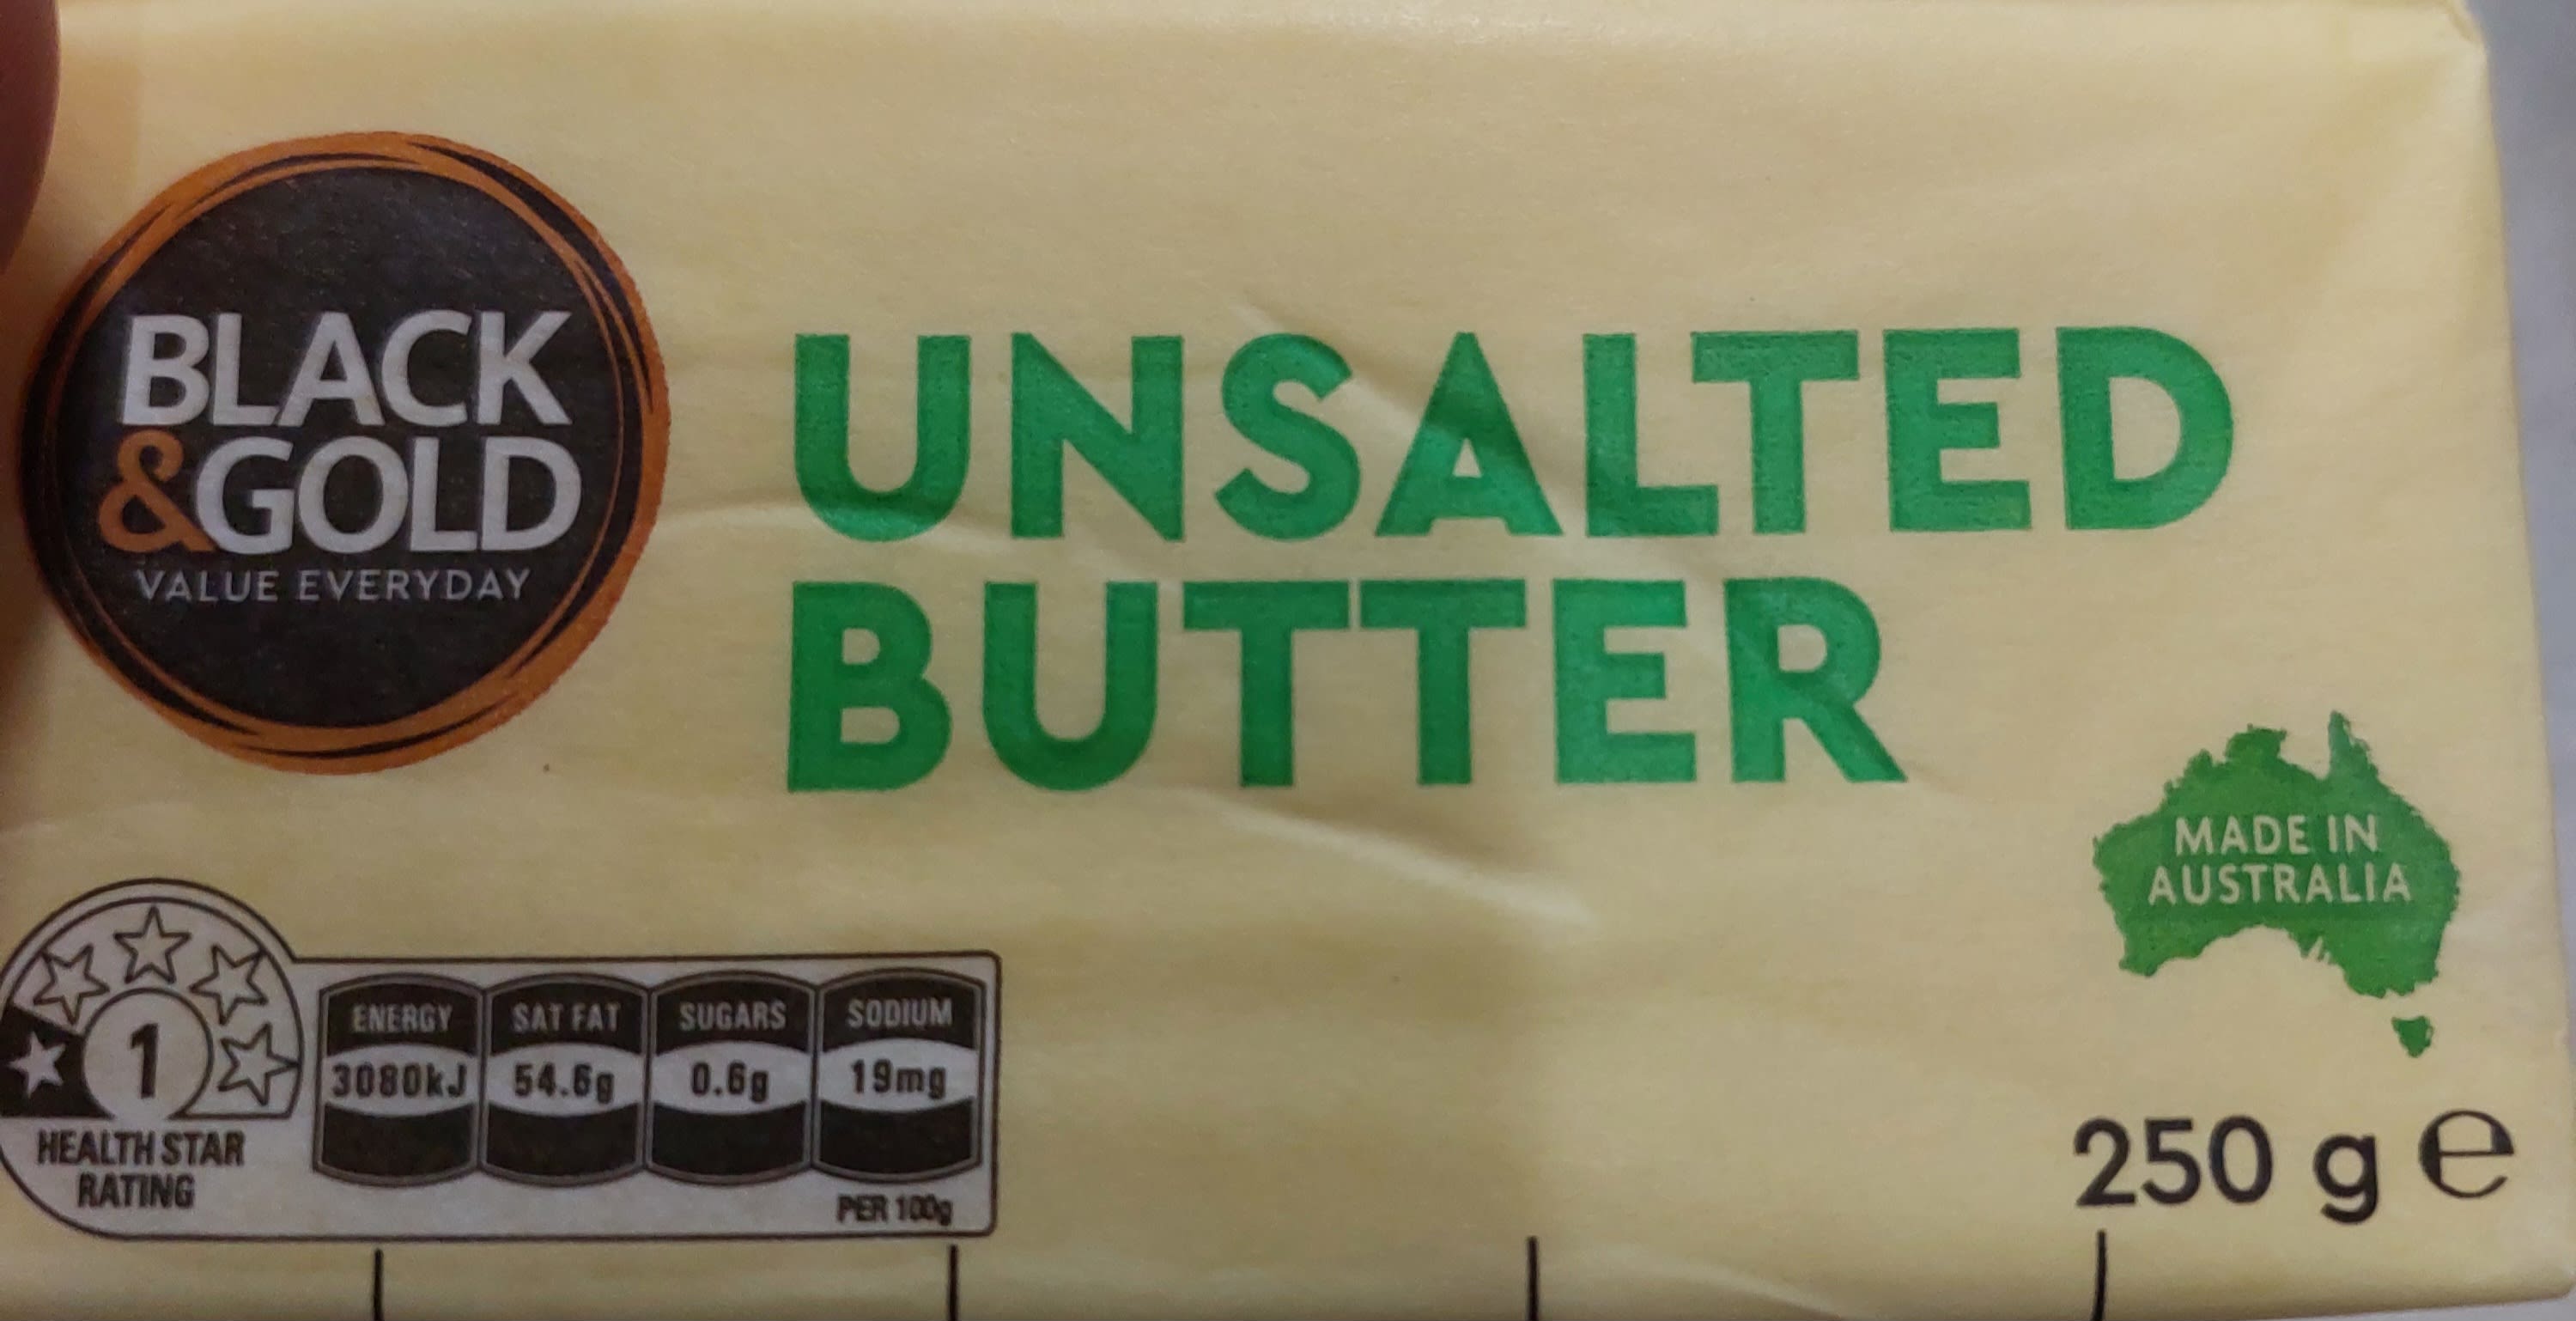 BLACK
&GOLD
VALUE EVERYDAY
UNSALTED
BUTTER
MADE IN
AUSTRALIA
1
HEALTH STAR
RATING
ENERGY SAT FAT SUGARS SODIUM
3080kJ 54.6g 0.6g 19mg
PER 100g
250 g e